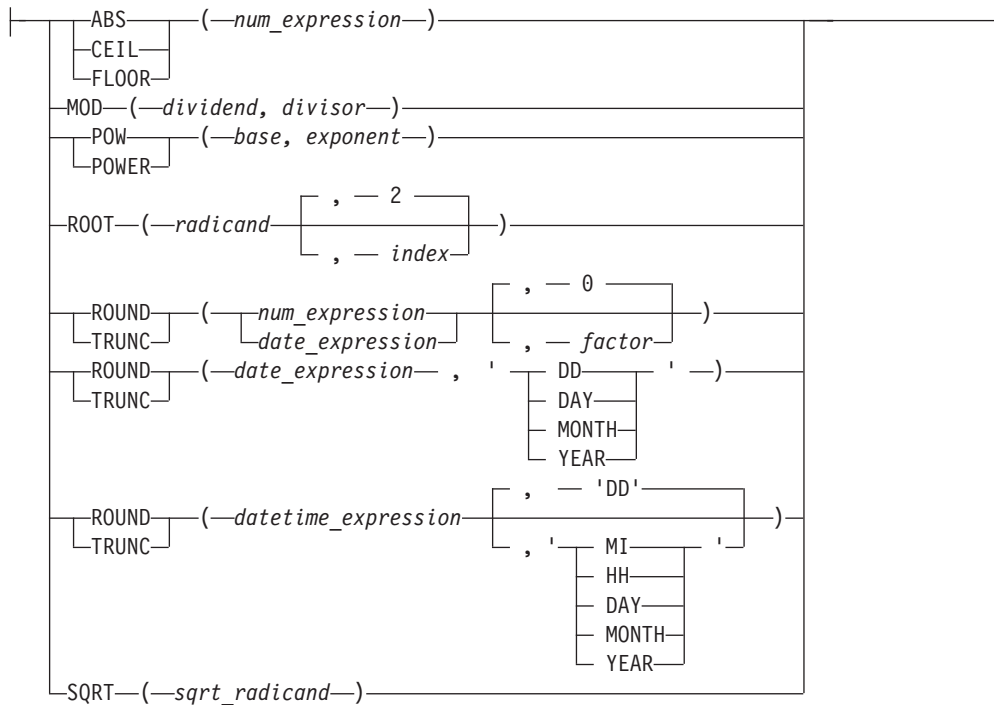 ABS ( num_expression )
CEIL
FLOOR
MOD ( dividend, divisor )
POW ( base, exponent )
POWER
, 2
ROOT ( radicand )
, index
, 0
ROUND ( num_expression )
TRUNC date_expression , factor
ROUND ( date_expression , ' DD ' )
TRUNC DAY
MONTH
YEAR
, 'DD'
ROUND ( datetime_expression )
TRUNC , ' MI '
HH
DAY
MONTH
YEAR
SQRT ( sqrt_radicand )